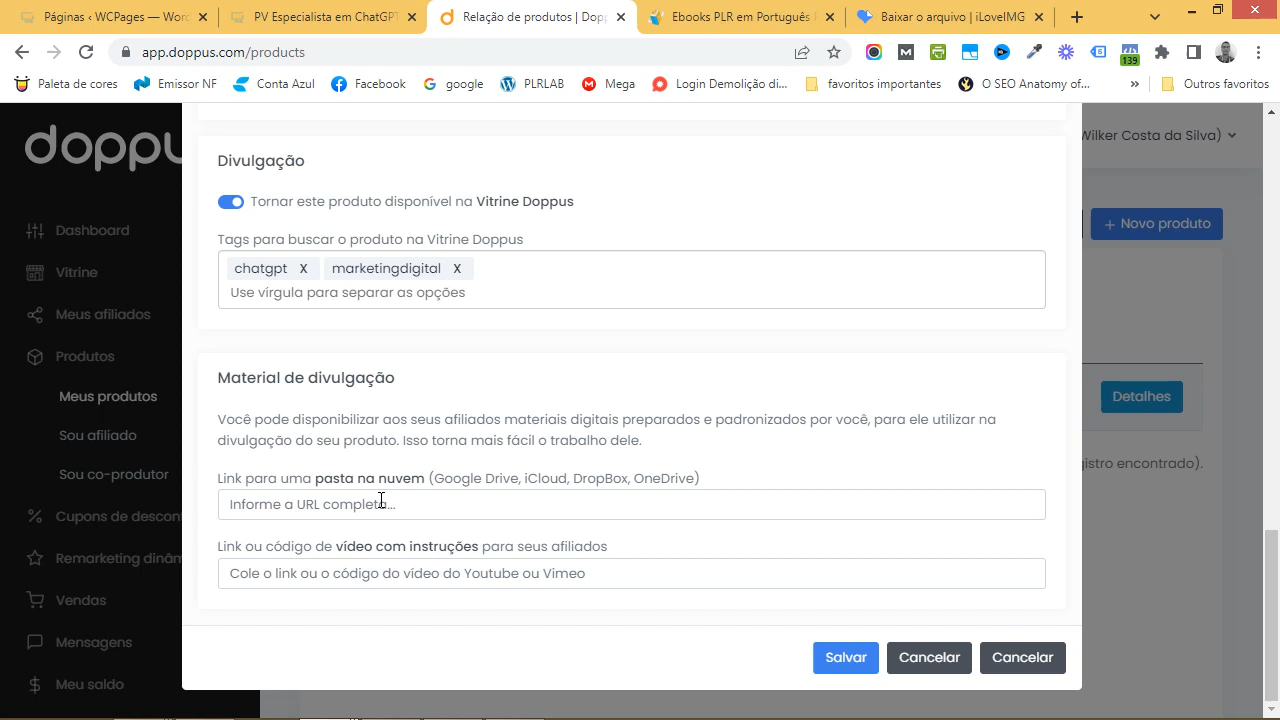 Páginas ‹ WCPages — Wor
PV Especialista em ChatGPT
Relação de produtos | Dopp
Ebooks PLR em Português
Baixar o arquivo | iLoveIMG
app.doppus.com/products
139
Paleta de cores
Emissor NF
Conta Azul
Facebook
google
PLRLAB
Mega
Login Demolição di...
favoritos importantes
O SEO Anatomy of...
»
Outros favoritos
doppu
Wilker Costa da Silva)
Dashboard
Vitrine
Meus afiliados
Produtos
Meus produtos
Sou afiliado
Sou co-produtor
Cupons de descon
Remarketing dinâm
Vendas
Mensagens
Meu saldo
+ Novo produto
Detalhes
gistro encontrado).
Divulgação
Tornar este produto disponível na Vitrine Doppus
Tags para buscar o produto na Vitrine Doppus
chatgpt X marketingdigital X
Use vírgula para separar as opções
Material de divulgação
Você pode disponibilizar aos seus afiliados materiais digitais preparados e padronizados por você, para ele utilizar na
divulgação do seu produto. Isso torna mais fácil o trabalho dele.
Link para uma pasta na nuvem (Google Drive, iCloud, DropBox, OneDrive)
Informe a URL completa...
Link ou código de vídeo com instruções para seus afiliados
Cole o link ou o código do vídeo do Youtube ou Vimeo
Salvar
Cancelar
Cancelar